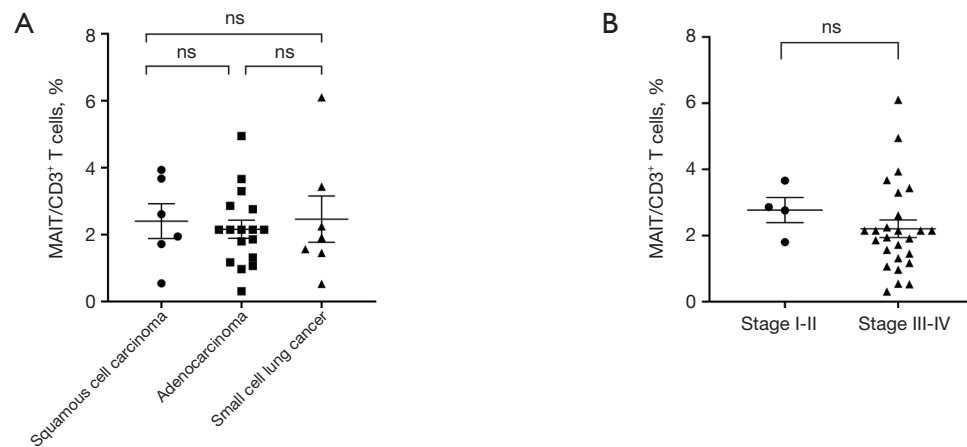 A
ns
ns
ns
MAIT/CD3⁺ T cells, %
8
6
4
2
0
Squamous cell carcinoma
Adenocarcinoma
Small cell lung cancer
B
ns
MAIT/CD3⁺ T cells, %
8
6
4
2
0
Stage I-II
Stage III-IV